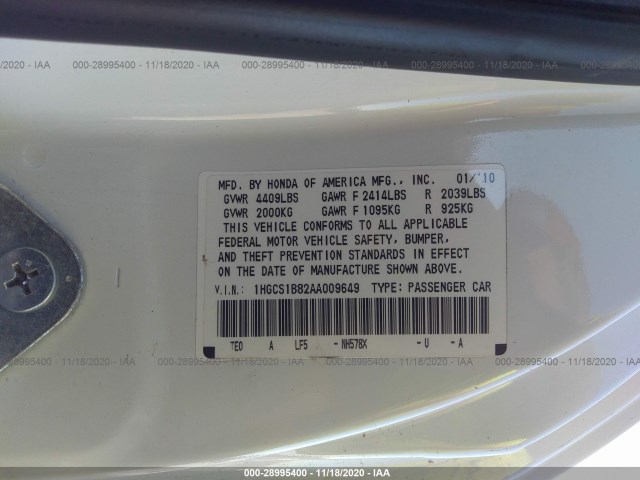 1/18/2020 - IAA 000-28995400 - 11/18/2020 - IAA 000-28995400 - 11/18/2020 - IAA 000-28995400 -
MFD. BY HONDA OF AMERICA MFG., INC. 01/'10
GVWR 4409LBS GAWR F 2414LBS R 2039LBS
GVWR 2000KG GAWR F 1095KG R 925KG
THIS VEHICLE CONFORMS TO ALL APPLICABLE
FEDERAL MOTOR VEHICLE SAFETY, BUMPER,
AND THEFT PREVENTION STANDARDS IN EFFECT
ON THE DATE OF MANUFACTURE SHOWN ABOVE.
V.I.N.: 1HGCS1B82AA009649 TYPE: PASSENGER CAR
TE0 A LF5 - NH578X - U - A
1/18/2020 - IAA 000-28995400 - 11/18/2020 - IAA 000-28995400 - 11/18/2020 - IAA 000-28995400 -
000-28995400 - 11/18/2020 - IAA